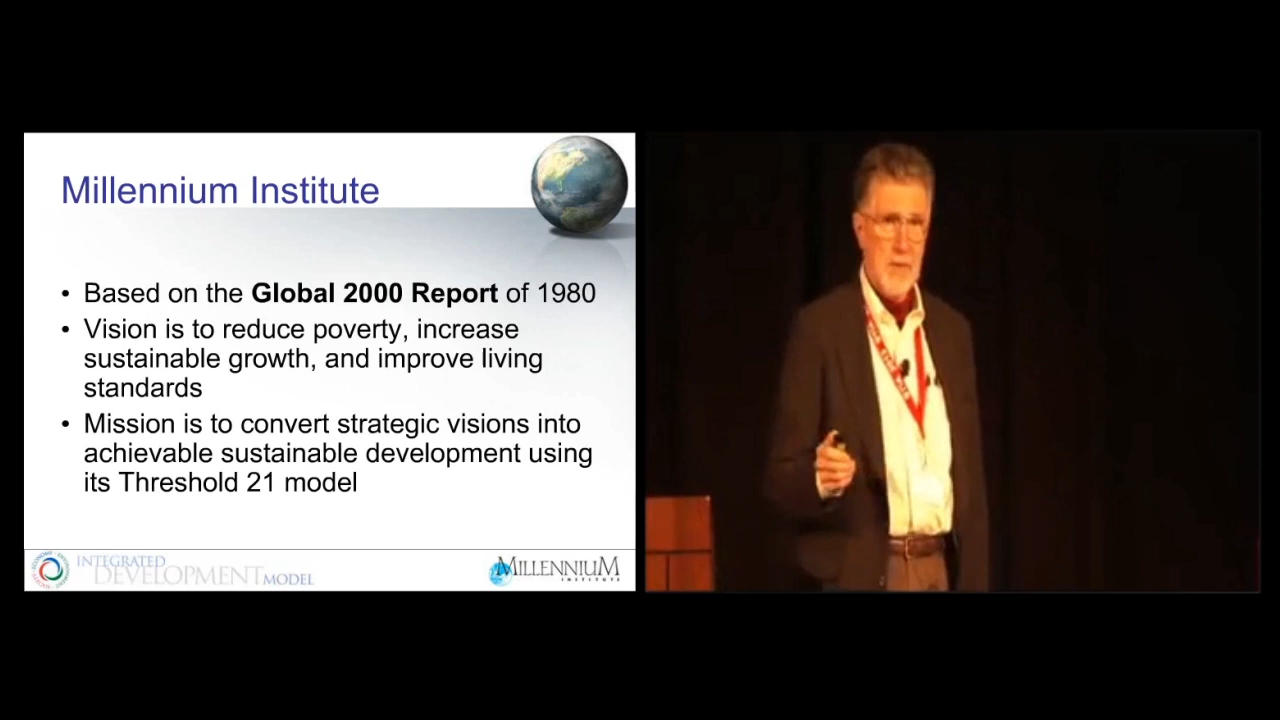 Millennium Institute
• Based on the Global 2000 Report of 1980
• Vision is to reduce poverty, increase
sustainable growth, and improve living
standards
• Mission is to convert strategic visions into
achievable sustainable development using
its Threshold 21 model
INTEGRATED
DEVELOPMENT MODEL
MILLENNIUM
INSTITUTE